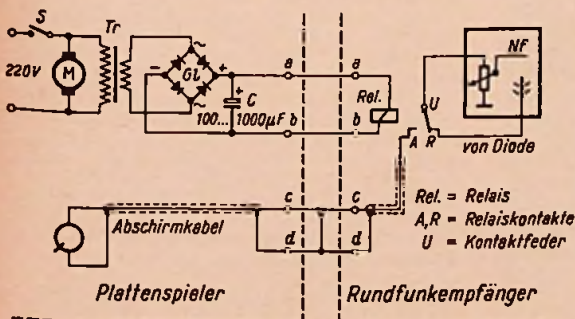 S
Tr
220V
M
~
Gl
-
+
~
+
C
100... 1000µF
a
a
b
b
Rel.
Nf
U
A
R
von Diode
c
c
d
d
Abschirmkabel
Rel. = Relais
A,R = Relaiskontakte
U = Kontaktfeder
Plattenspieler
Rundfunkempfänger